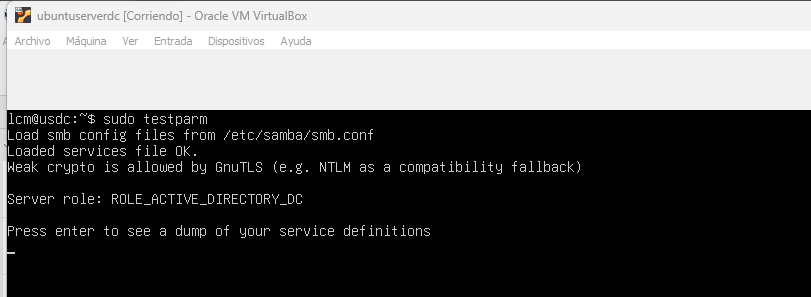 ubuntuserverdc [Corriendo] - Oracle VM VirtualBox
Archivo Máquina Ver Entrada Dispositivos Ayuda
lcm@usdc:~$ sudo testparm
Load smb config files from /etc/samba/smb.conf
Loaded services file OK.
Weak crypto is allowed by GnuTLS (e.g. NTLM as a compatibility fallback)
Server role: ROLE_ACTIVE_DIRECTORY_DC
Press enter to see a dump of your service definitions